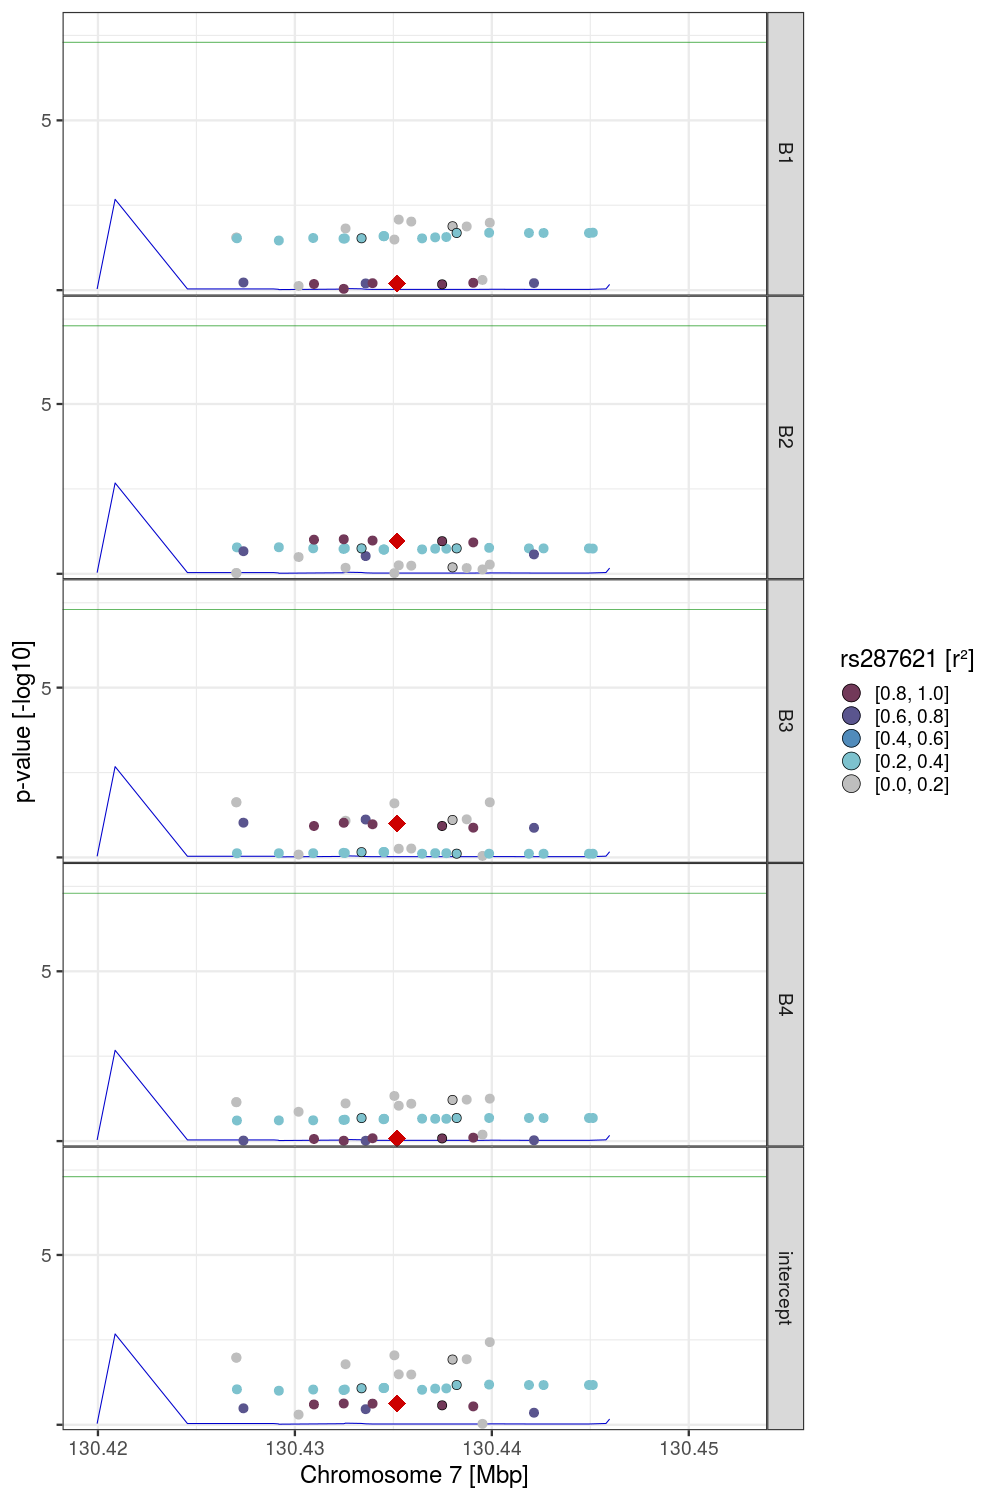 5
B1
5
B2
5
B3
5
B4
5
intercept
p-value [-log10]
130.42
130.43
130.44
130.45
Chromosome 7 [Mbp]
rs287621 [r²]
[0.8, 1.0]
[0.6, 0.8]
[0.4, 0.6]
[0.2, 0.4]
[0.0, 0.2]